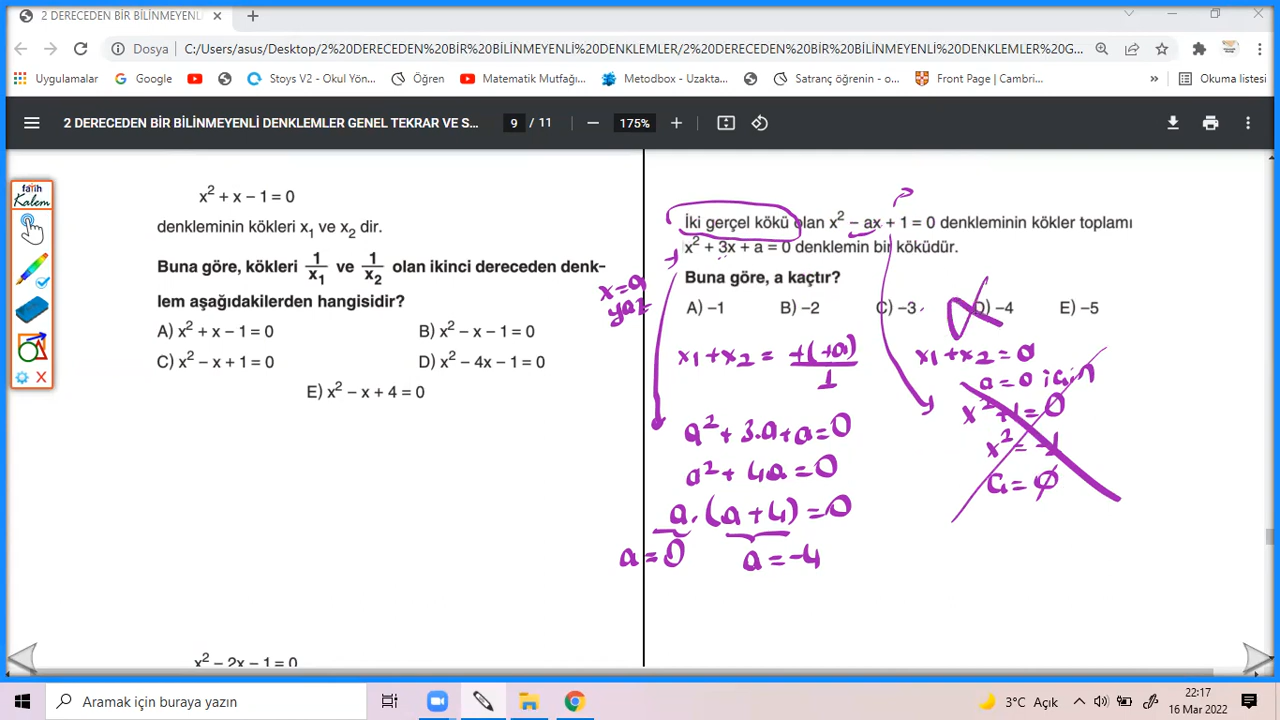 2 DERECEDEN BİR BİLİNMEYENLİ X
Dosya C:/Users/asus/Desktop/2%20DERECEDEN%20BİR%20BİLİNMEYENLİ%20DENKLEMLER/2%20DERECEDEN%20BİR%20BİLİNMEYENLİ%20DENKLEMLER%20G...
Uygulamalar Google Stoys V2 - Okul Yön... Öğren Matematik Mutfağı... Metodbox - Uzakta... Satranç öğrenin - o... Front Page | Cambri... » Okuma listesi
2 DERECEDEN BİR BİLİNMEYENLİ DENKLEMLER GENEL TEKRAR VE S... 9 / 11 — 175% +
fatih
Kalem
x² + x – 1 = 0
denkleminin kökleri x₁ ve x₂ dir.
Buna göre, kökleri 1/x₁ ve 1/x₂ olan ikinci dereceden denk-
lem aşağıdakilerden hangisidir?
A) x² + x – 1 = 0 B) x² – x – 1 = 0
C) x² – x + 1 = 0 D) x² – 4x – 1 = 0
E) x² – x + 4 = 0
x² – 2x – 1 = 0
İki gerçel kökü olan x² – ax + 1 = 0 denkleminin kökler toplamı
x² + 3x + a = 0 denklemin bir köküdür.
Buna göre, a kaçtır?
A) –1 B) –2 C) –3 D) –4 E) –5
x=a
yaz
x1+x2 = +(+a)/1
a²+3.a+a=0
a²+4a=0
a.(a+4)=0
a=0 a=-4
x1+x2=a
a=0 için
x²+1=0
x²=-1
Ç=∅
Aramak için buraya yazın
3°C Açık
22:17
16 Mar 2022